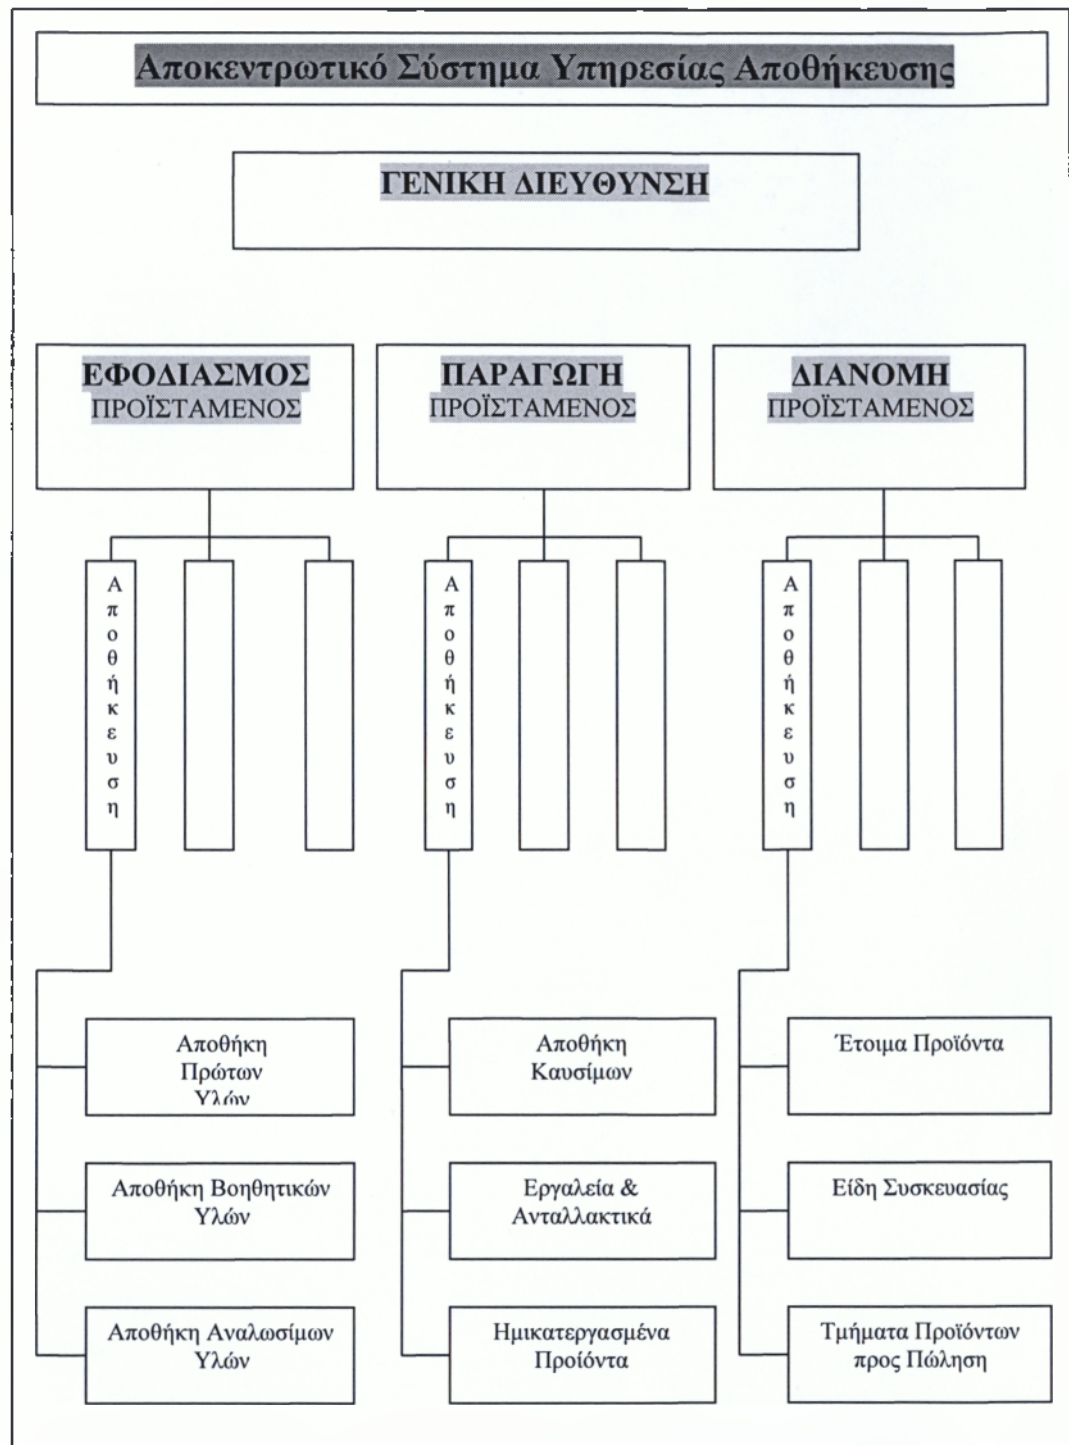 Αποκεντρωτικό Σύστημα Υπηρεσίας Αποθήκευσης
ΓΕΝΙΚΗ ΔΙΕΥΘΥΝΣΗ
ΕΦΟΔΙΑΣΜΟΣ
ΠΡΟΪΣΤΑΜΕΝΟΣ
ΠΑΡΑΓΩΓΗ
ΠΡΟΪΣΤΑΜΕΝΟΣ
ΔΙΑΝΟΜΗ
ΠΡΟΪΣΤΑΜΕΝΟΣ
Αποθήκευση
Αποθήκευση
Αποθήκευση
Αποθήκη
Πρώτων
Υλών
Αποθήκη Βοηθητικών
Υλών
Αποθήκη Αναλωσίμων
Υλών
Αποθήκη
Καυσίμων
Εργαλεία &
Ανταλλακτικά
Ημικατεργασμένα
Προίόντα
Έτοιμα Προϊόντα
Είδη Συσκευασίας
Τμήματα Προϊόντων
προς Πώληση